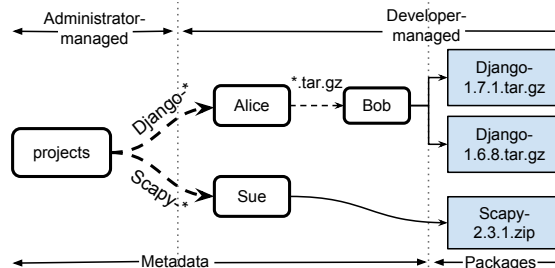 Administrator-
managed
Developer-
managed
Django-*
Alice
*.tar.gz
Bob
Django-
1.7.1.tar.gz
Django-
1.6.8.tar.gz
projects
Scapy-*
Sue
Scapy-
2.3.1.zip
Metadata
Packages